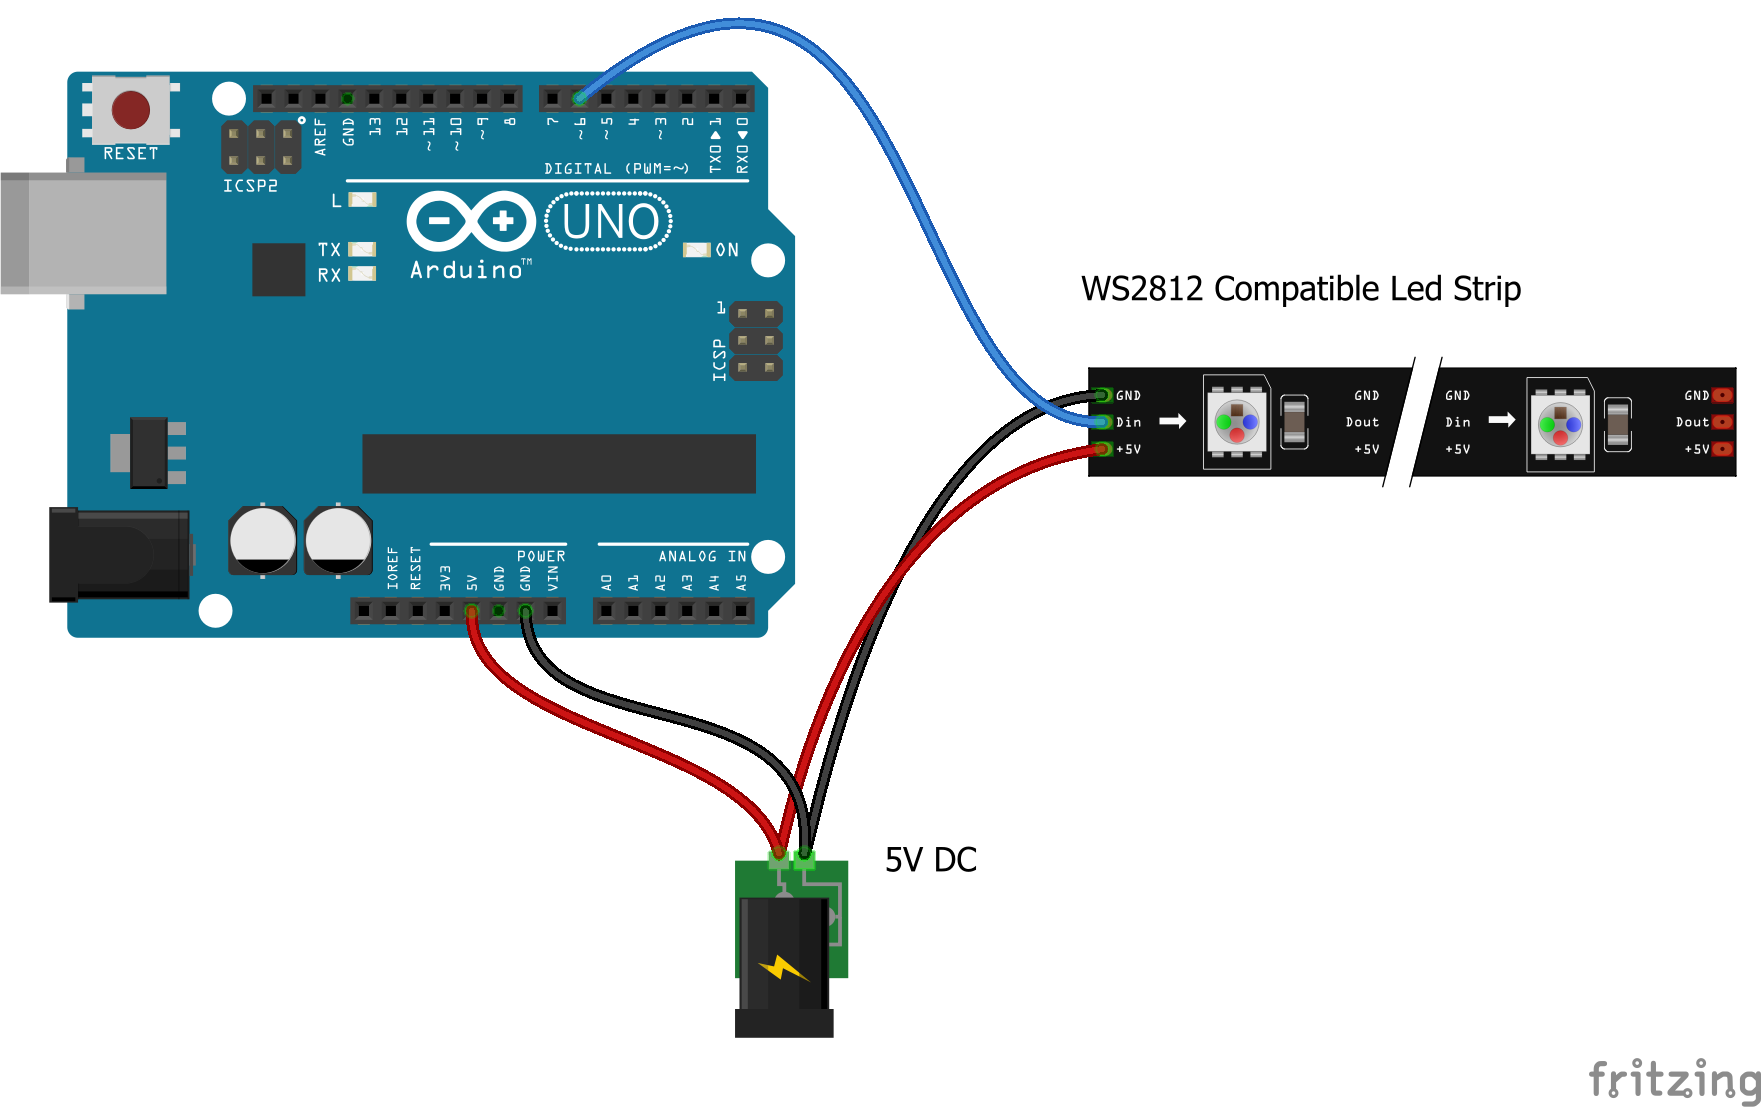 RESET
ICSP2
AREF
GND
13
12
~11
~10
~9
8
7
~6
~5
4
~3
2
TX0▶1
RX0◀0
DIGITAL (PWM=~)
L
TX
RX
UNO
Arduino™
ON
1
ICSP
IOREF
RESET
3V3
5V
GND
GND
VIN
POWER
ANALOG IN
A0
A1
A2
A3
A4
A5
WS2812 Compatible Led Strip
GND
Din
+5V
GND
Dout
+5V
GND
Din
+5V
GND
Dout
+5V
5V DC
fritzing